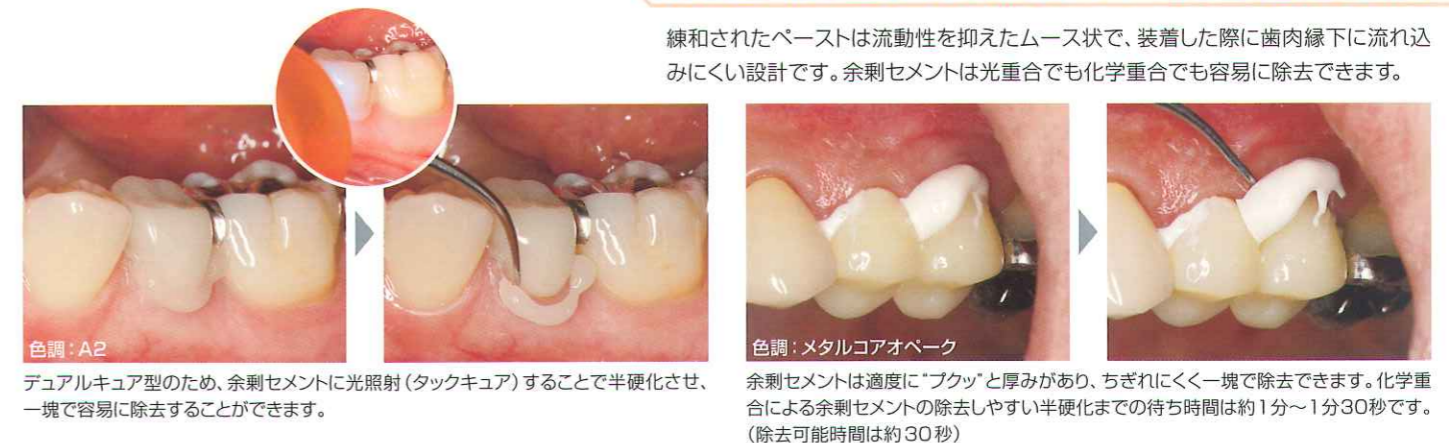 練和されたペーストは流動性を抑えたムース状で、装着した際に歯肉縁下に流れ込
みにくい設計です。余剰セメントは光重合でも化学重合でも容易に除去できます。
色調：A2
デュアルキュア型のため、余剰セメントに光照射（タックキュア）することで半硬化させ、
一塊で容易に除去することができます。
色調：メタルコアオペーク
余剰セメントは適度に“プクッ”と厚みがあり、ちぎれにくく一塊で除去できます。化学重
合による余剰セメントの除去しやすい半硬化までの待ち時間は約1分～1分30秒です。
（除去可能時間は約30秒）